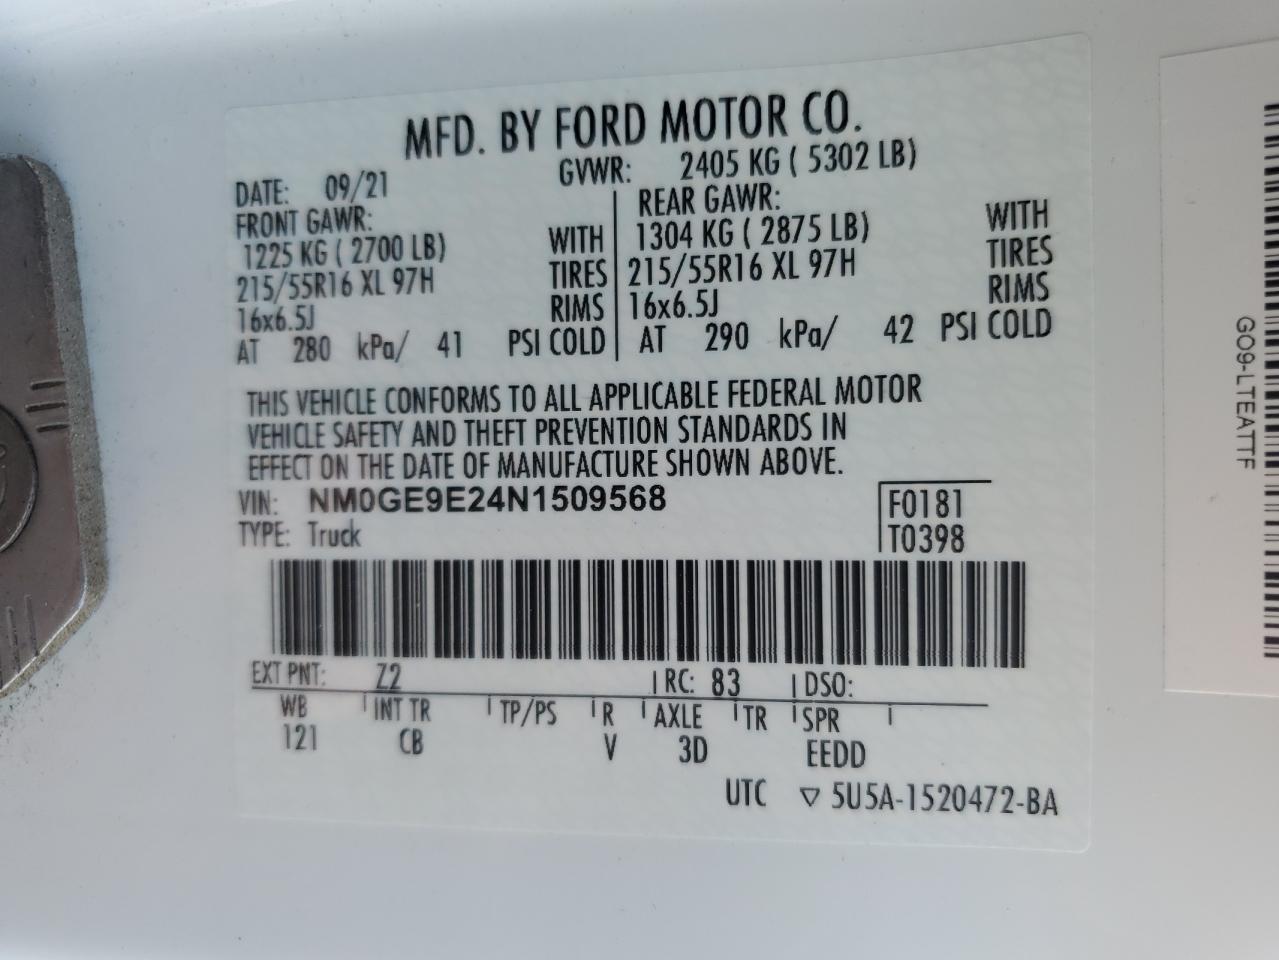 MFD. BY FORD MOTOR CO.
DATE: 09/21 GVWR: 2405 KG ( 5302 LB)
FRONT GAWR: REAR GAWR:
1225 KG ( 2700 LB) WITH 1304 KG ( 2875 LB) WITH
215/55R16 XL 97H TIRES 215/55R16 XL 97H TIRES
16x6.5J RIMS 16x6.5J RIMS
AT 280 kPa/ 41 PSI COLD AT 290 kPa/ 42 PSI COLD
THIS VEHICLE CONFORMS TO ALL APPLICABLE FEDERAL MOTOR
VEHICLE SAFETY AND THEFT PREVENTION STANDARDS IN
EFFECT ON THE DATE OF MANUFACTURE SHOWN ABOVE.
VIN: NM0GE9E24N1509568 F0181
TYPE: Truck T0398
EXT PNT: Z2 RC: 83 DSO:
WB INT TR TP/PS R AXLE TR SPR
121 CB V 3D EEDD
UTC ▽ 5U5A-1520472-BA
GO9-LTEATTF